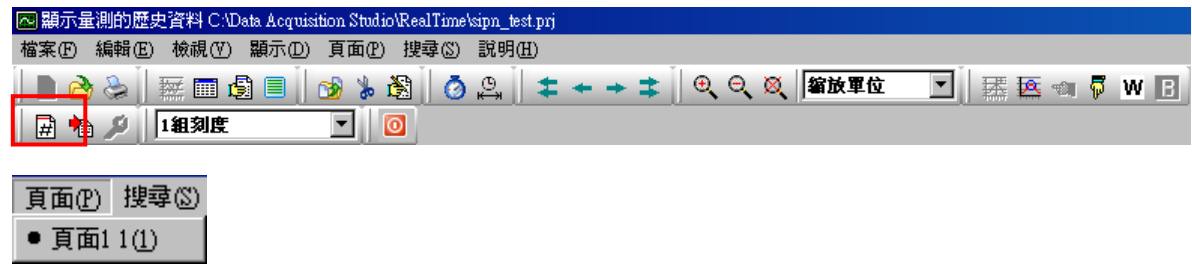 顯示量測的歷史資料 C:\Data Acquisition Studio\RealTime\sipn_test.prj
檔案(F) 編輯(E) 檢視(V) 顯示(D) 頁面(P) 搜尋(S) 說明(H)
縮放單位 W B
# 1組刻度
頁面(P) 搜尋(S)
● 頁面1 1(1)